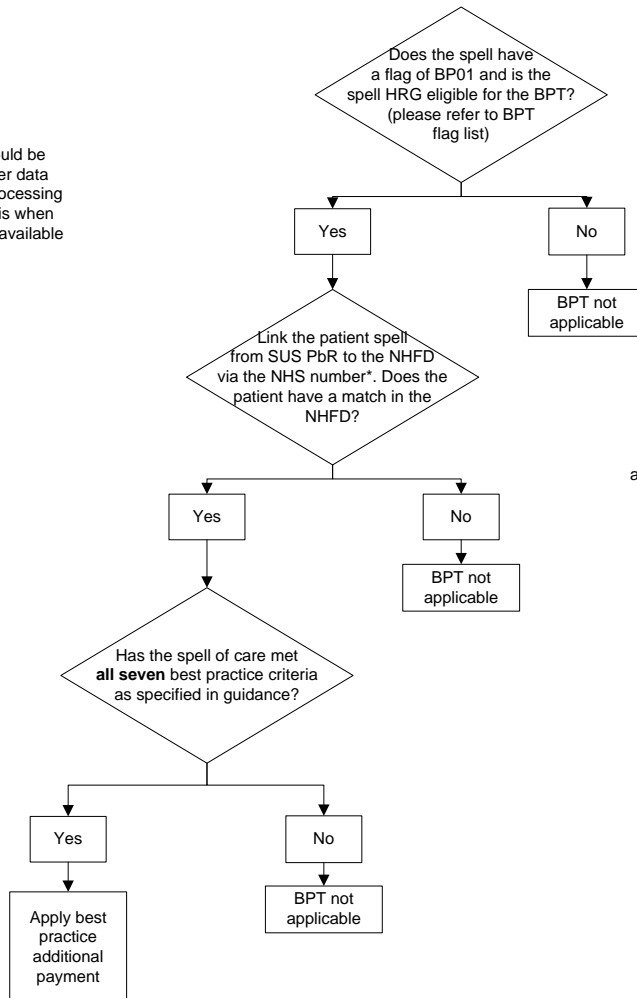 Does the spell have
a flag of BP01 and is the
spell HRG eligible for the BPT?
(please refer to BPT
flag list)
ould be
er data
ocessing
is when
available
Yes
No
BPT not
applicable
Link the patient spell
from SUS PbR to the NHFD
via the NHS number*. Does the
patient have a match in the
NHFD?
a
Yes
No
BPT not
applicable
Has the spell of care met
all seven best practice criteria
as specified in guidance?
Yes
No
BPT not
applicable
Apply best
practice
additional
payment